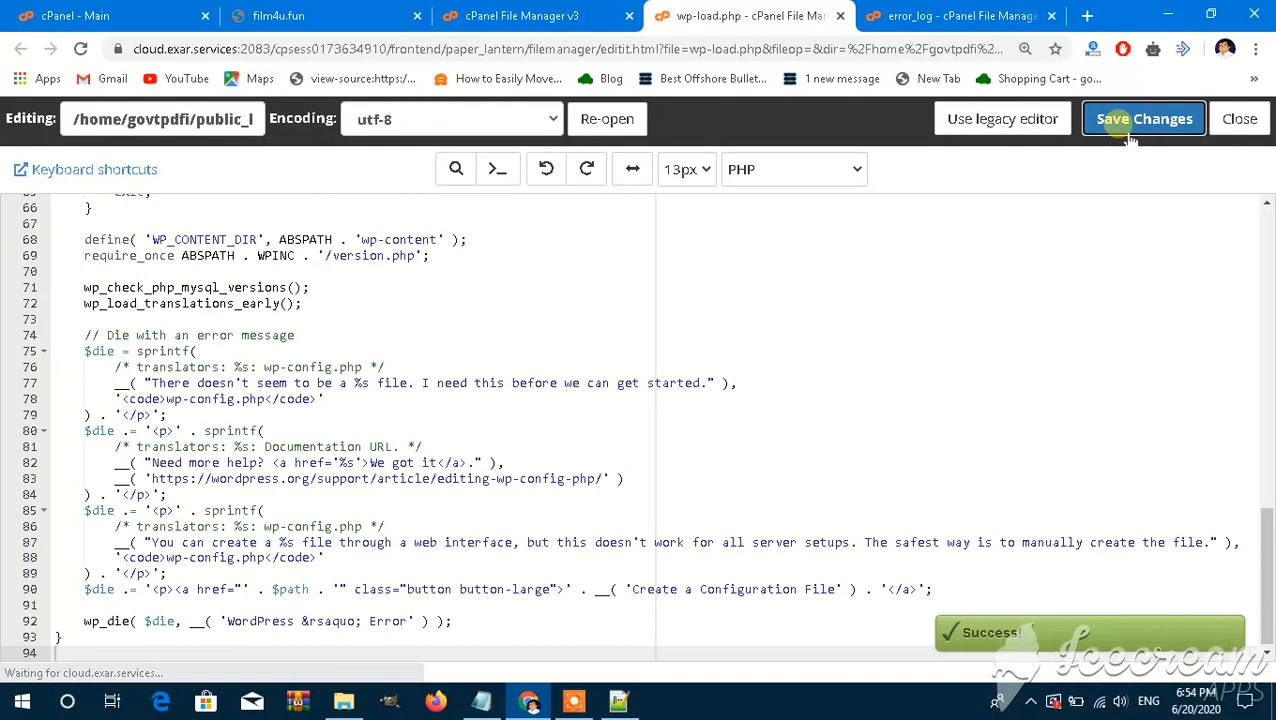 cPanel - Main
film4u.fun
cPanel File Manager v3
wp-load.php - cPanel File Man
error_log - cPanel File Manage
cloud.exar.services:2083/cpsess0173634910/frontend/paper_lantern/filemanager/editit.html?file=wp-load.php&fileop=&dir=%2Fhome%2Fgovtpdfi%2Fpublic_...
Apps
Gmail
YouTube
Maps
view-source:https:/...
How to Easily Move...
Blog
Best Offshore Bullet...
1 new message
New Tab
Shopping Cart - go...
»
Editing:
/home/govtpdfi/public_l
Encoding:
utf-8
Re-open
Use legacy editor
Save Changes
Close
Keyboard shortcuts
13px
PHP
65 exit;
66 }
67
68 define( 'WP_CONTENT_DIR', ABSPATH . 'wp-content' );
69 require_once ABSPATH . WPINC . '/version.php';
70
71 wp_check_php_mysql_versions();
72 wp_load_translations_early();
73
74 // Die with an error message
75 $die = sprintf(
76 /* translators: %s: wp-config.php */
77 __( "There doesn't seem to be a %s file. I need this before we can get started." ),
78 '<code>wp-config.php</code>'
79 ) . '</p>';
80 $die .= '<p>' . sprintf(
81 /* translators: %s: Documentation URL. */
82 __( "Need more help? <a href='%s'>We got it</a>." ),
83 'https://wordpress.org/support/article/editing-wp-config-php/'
84 ) . '</p>';
85 $die .= '<p>' . sprintf(
86 /* translators: %s: wp-config.php */
87 __( "You can create a %s file through a web interface, but this doesn't work for all server setups. The safest way is to manually create the file." ),
88 '<code>wp-config.php</code>'
89 ) . '</p>';
90 $die .= '<p><a href="' . $path . '" class="button button-large">' . __( 'Create a Configuration File' ) . '</a>';
91
92 wp_die( $die, __( 'WordPress &rsaquo; Error' ) );
93 }
94
Success!
Waiting for cloud.exar.services...
Icecream
APPS
ENG
6:54 PM
6/20/2020